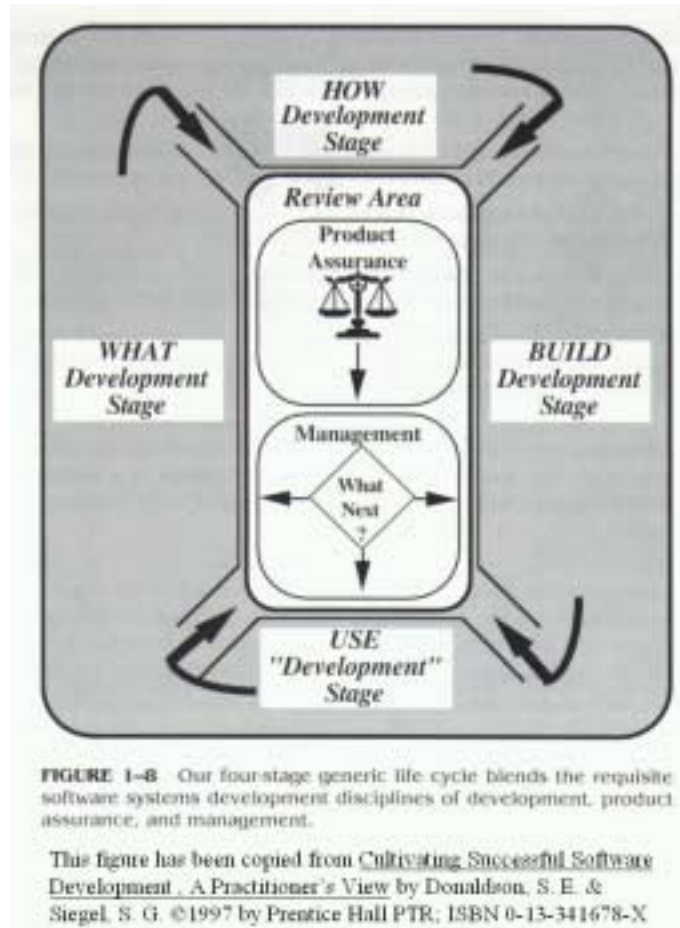 HOW
Development
Stage
Review Area
Product
Assurance
WHAT
Development
Stage
BUILD
Development
Stage
Management
What
Next
?
USE
"Development"
Stage
FIGURE 1–8 Our four-stage generic life cycle blends the requisite
software systems development disciplines of development, product
assurance, and management.
This figure has been copied from Cultivating Successful Software
Development , A Practitioner's View by Donaldson, S. E. &
Siegel, S. G. ©1997 by Prentice Hall PTR; ISBN 0-13-341678-X